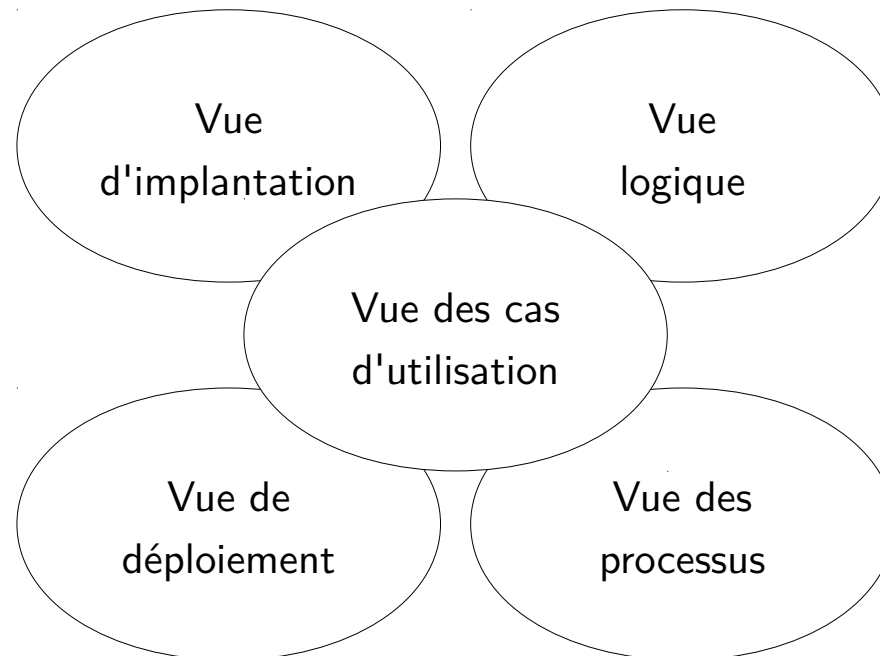 Vue
d'implantation
Vue
logique
Vue des cas
d'utilisation
Vue de
déploiement
Vue des
processus